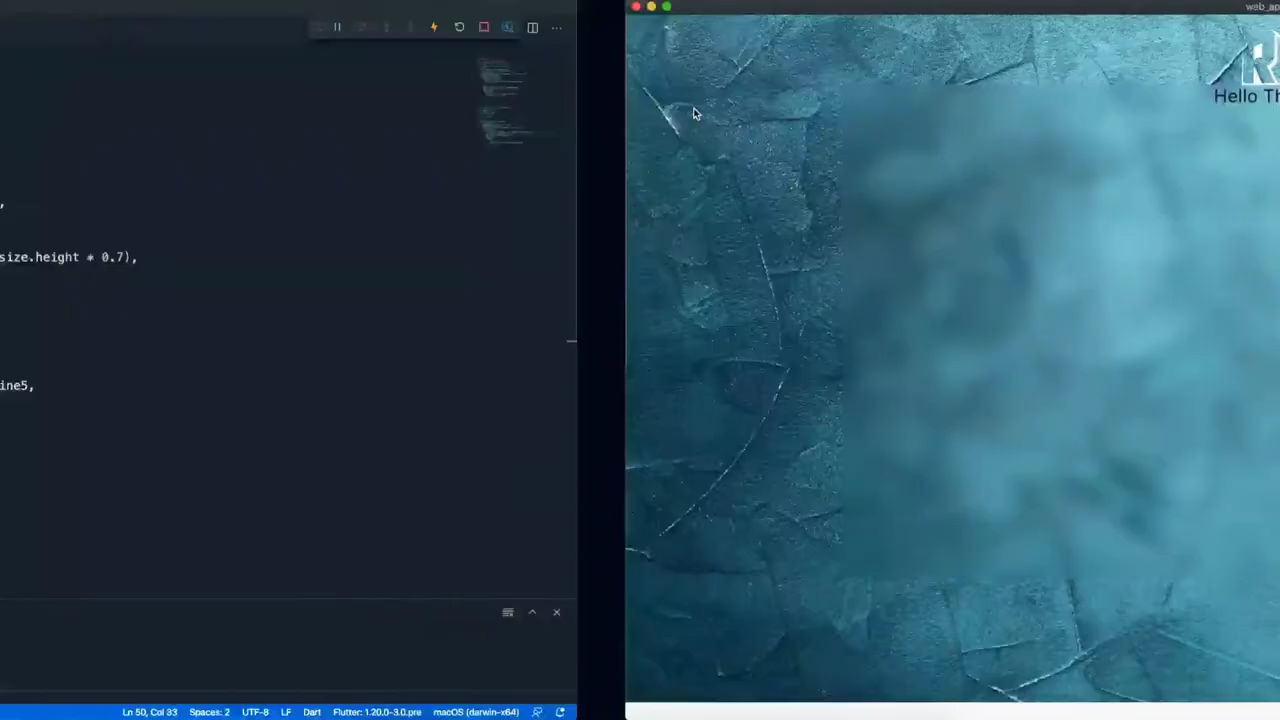 web_ap
Hello Th
,
size.height * 0.7),
ine5,
Ln 50, Col 33 Spaces: 2 UTF-8 LF Dart Flutter: 1.20.0-3.0.pre macOS (darwin-x64)